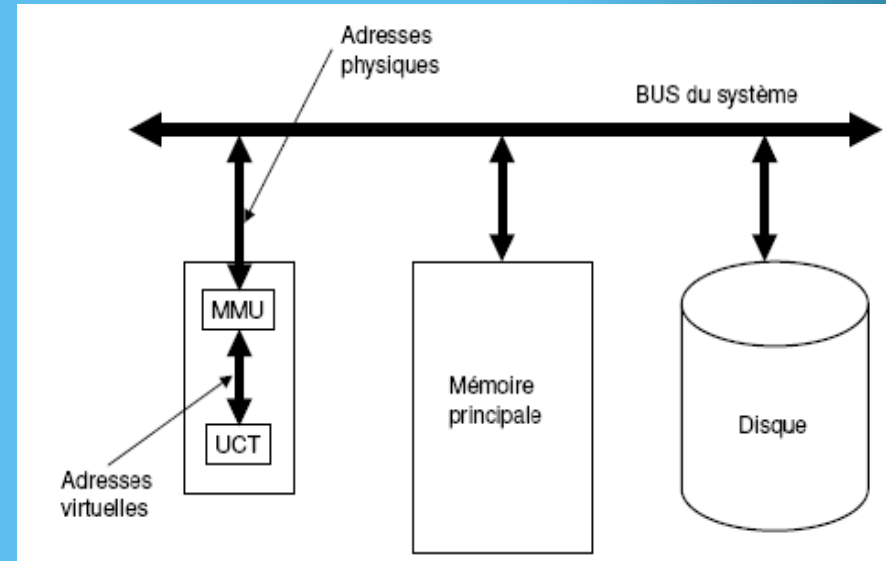 Adresses
physiques
BUS du système
MMU
UCT
Mémoire
principale
Disque
Adresses
virtuelles